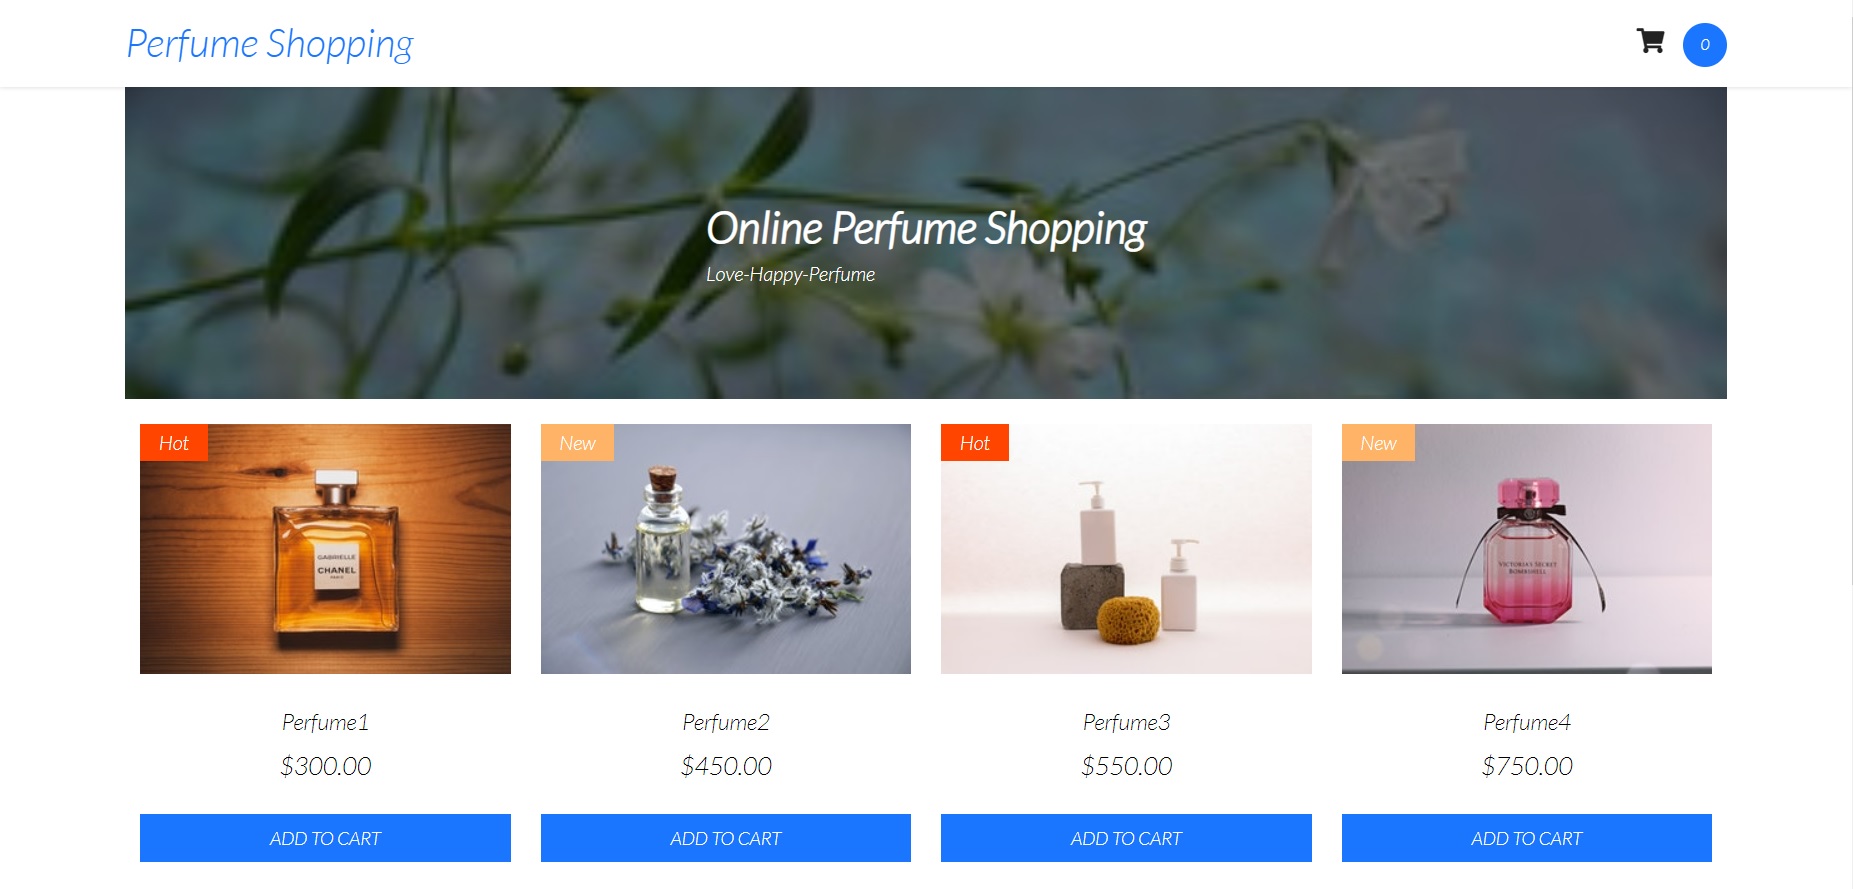 Perfume Shopping
0
Online Perfume Shopping
Love-Happy-Perfume
Hot
New
Hot
New
GABRIELLE
CHANEL
PARIS
VICTORIA'S SECRET
BOMBSHELL
Perfume1
Perfume2
Perfume3
Perfume4
$300.00
$450.00
$550.00
$750.00
ADD TO CART
ADD TO CART
ADD TO CART
ADD TO CART